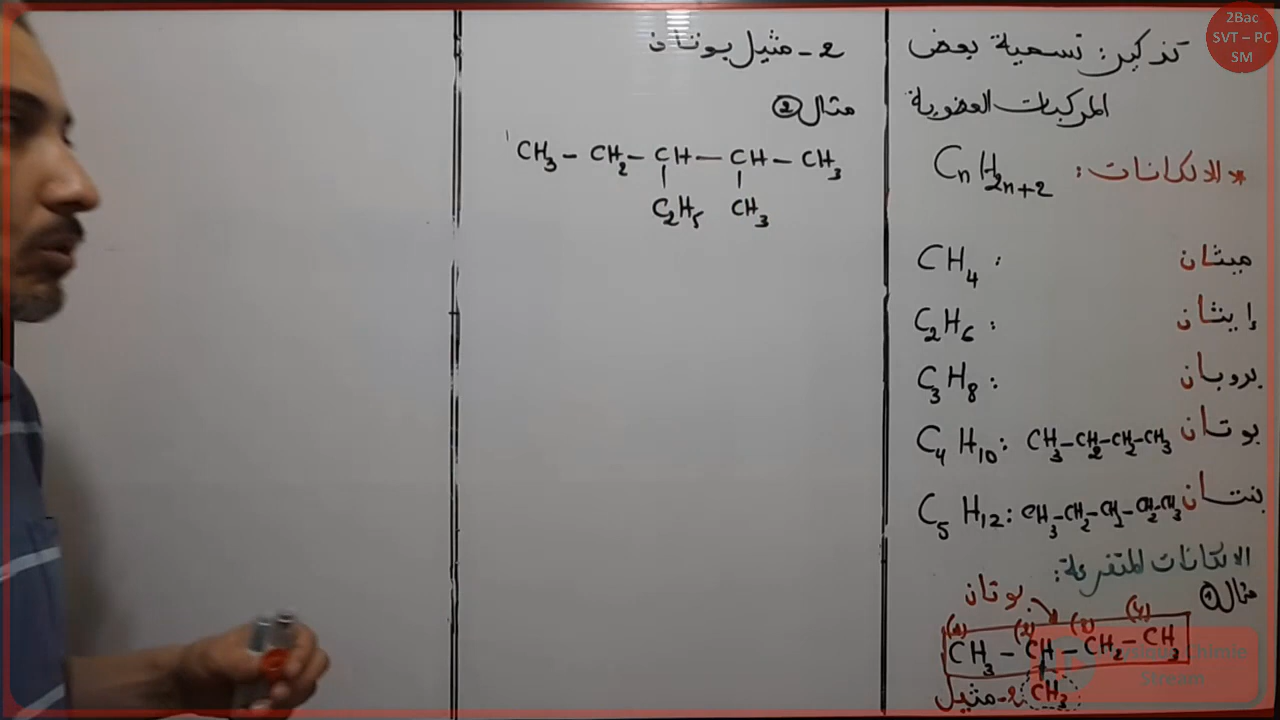 2Bac
SVT – PC
SM
تذكير: تسمية بعض
المركبات العضوية
* الالكانات: CnH2n+2
CH4 : ميثان
C2H6 : إيثان
C3H8 : بروبان
C4H10 : CH3–CH2–CH2–CH3 بوتان
C5H12 : CH3–CH2–CH2–CH2–CH3 بنتان
الالكانات المتفرعة:
مثال 1
بوتان
(1) (2) (3) (4)
CH3 – CH – CH2 – CH3
CH3
2-مثيل
2- مثيل بوتان
مثال 2
CH3 – CH2 – CH – CH – CH3
C2H5 CH3
Physique Chimie
Stream